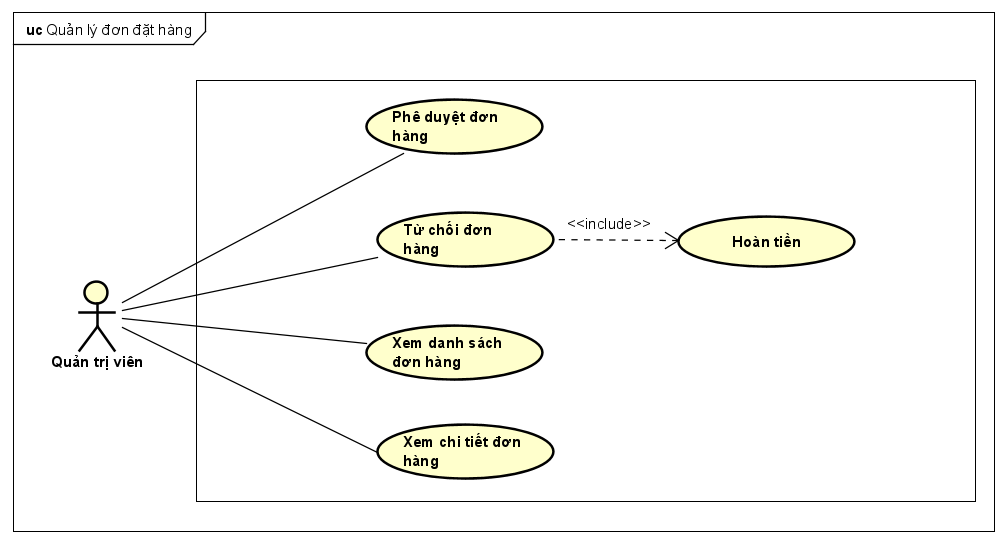 uc Quản lý đơn đặt hàng
Phê duyệt đơn
hàng
Từ chối đơn
hàng
<<include>>
Hoàn tiền
Quản trị viên
Xem danh sách
đơn hàng
Xem chi tiết đơn
hàng